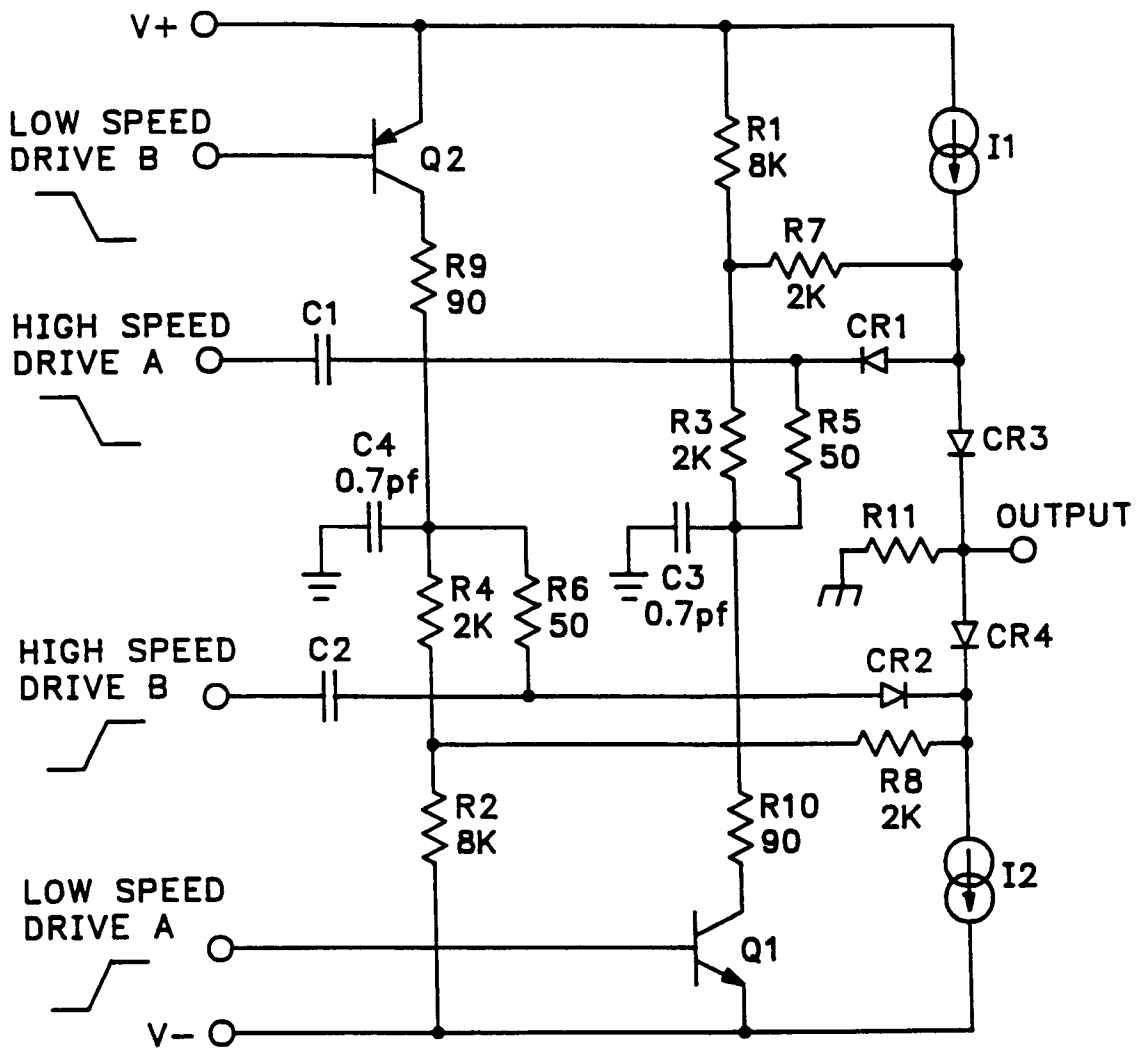 V+
LOW SPEED
DRIVE B
Q2
R1
8K
I1
R7
2K
R9
90
HIGH SPEED
DRIVE A
C1
CR1
R3
2K
R5
50
CR3
C4
0.7pf
R11
OUTPUT
C3
0.7pf
R4
2K
R6
50
CR4
HIGH SPEED
DRIVE B
C2
CR2
R8
2K
R2
8K
R10
90
I2
LOW SPEED
DRIVE A
Q1
V-